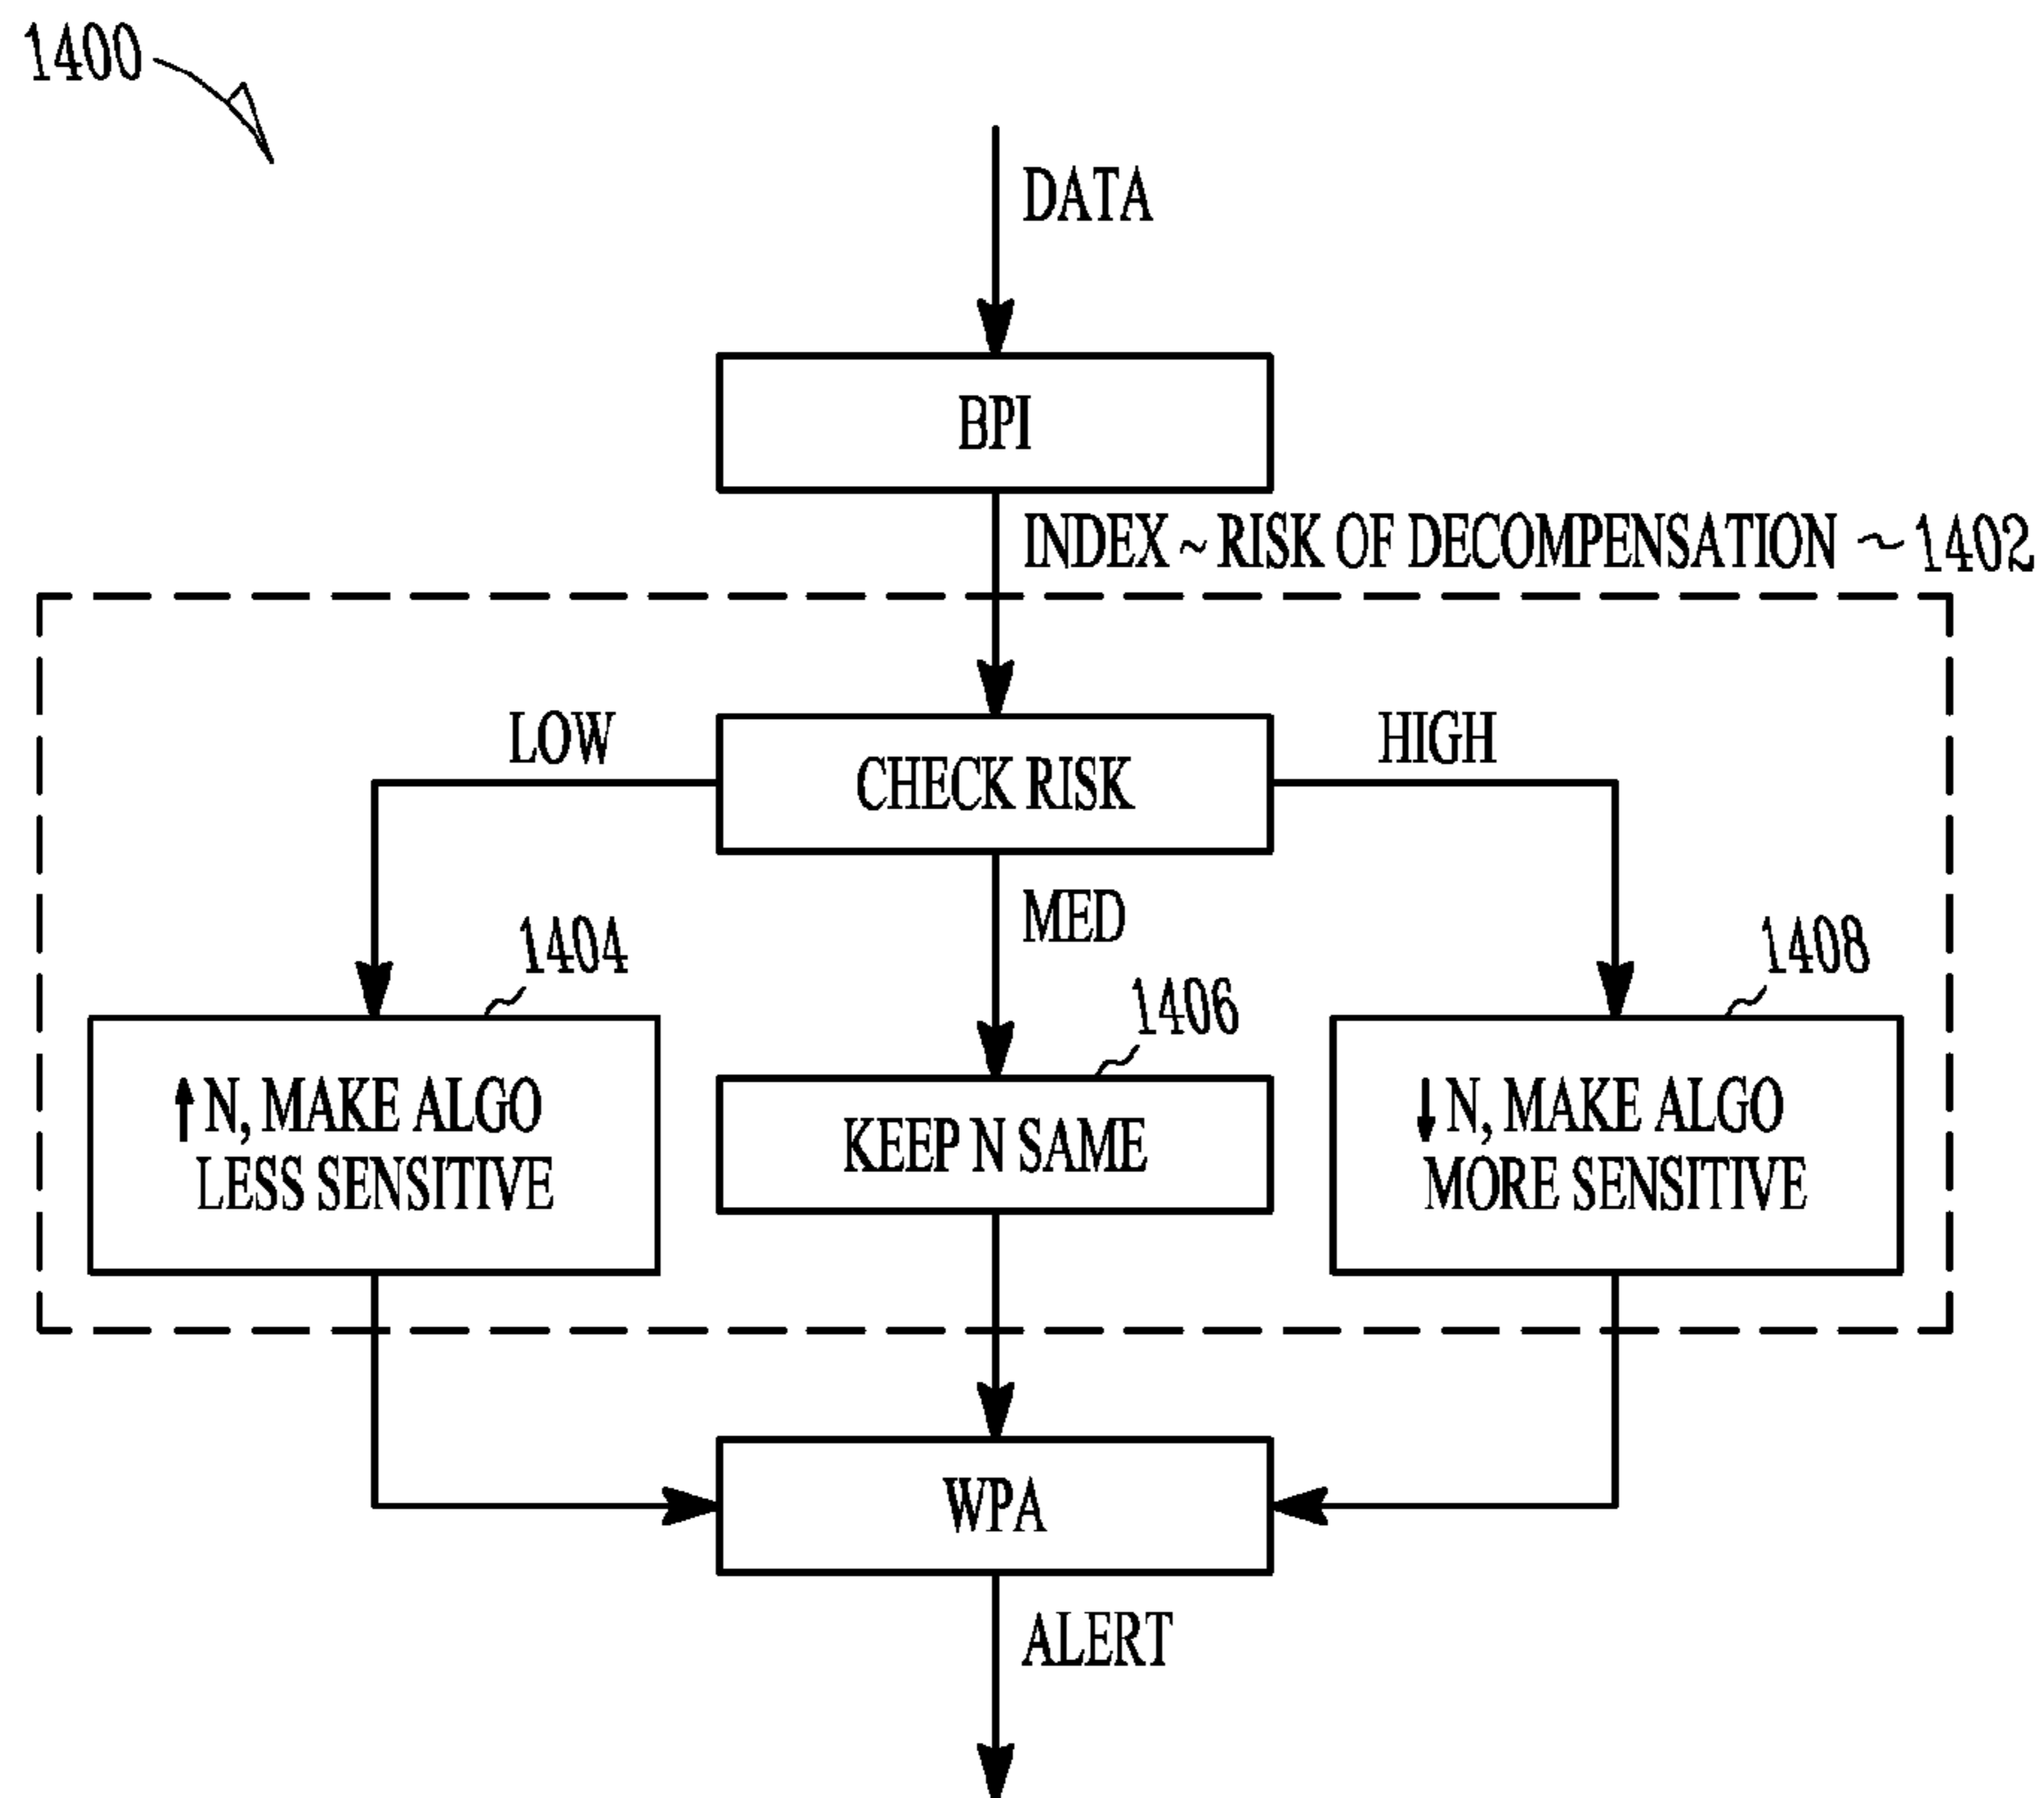 1400
DATA
BPI
INDEX ~ RISK OF DECOMPENSATION ~ 1402
LOW
CHECK RISK
HIGH
MED
1404
1406
1408
↑ N, MAKE ALGO
LESS SENSITIVE
KEEP N SAME
↓ N, MAKE ALGO
MORE SENSITIVE
WPA
ALERT